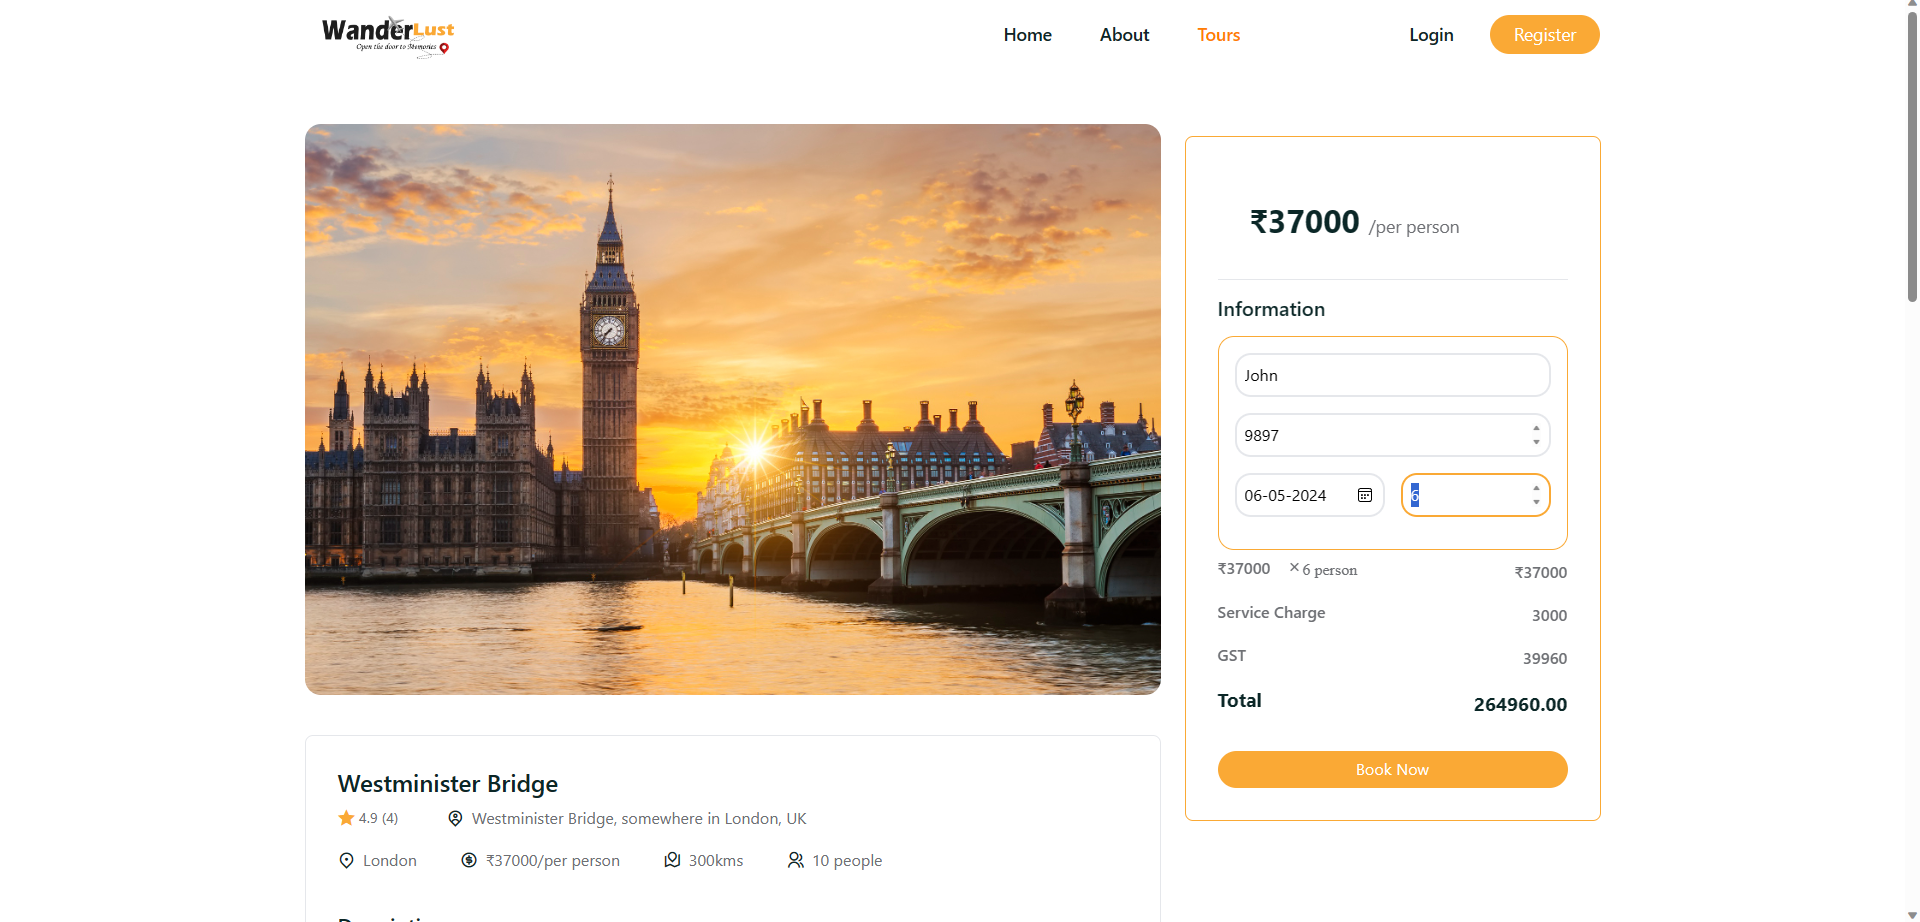 WanderLust
Open the door to Memories
Home About Tours Login Register
₹37000 /per person
Information
John
9897
06-05-2024 6
₹37000 × 6 person ₹37000
Service Charge 3000
GST 39960
Total 264960.00
Book Now
Westminister Bridge
4.9 (4) Westminister Bridge, somewhere in London, UK
London ₹37000/per person 300kms 10 people